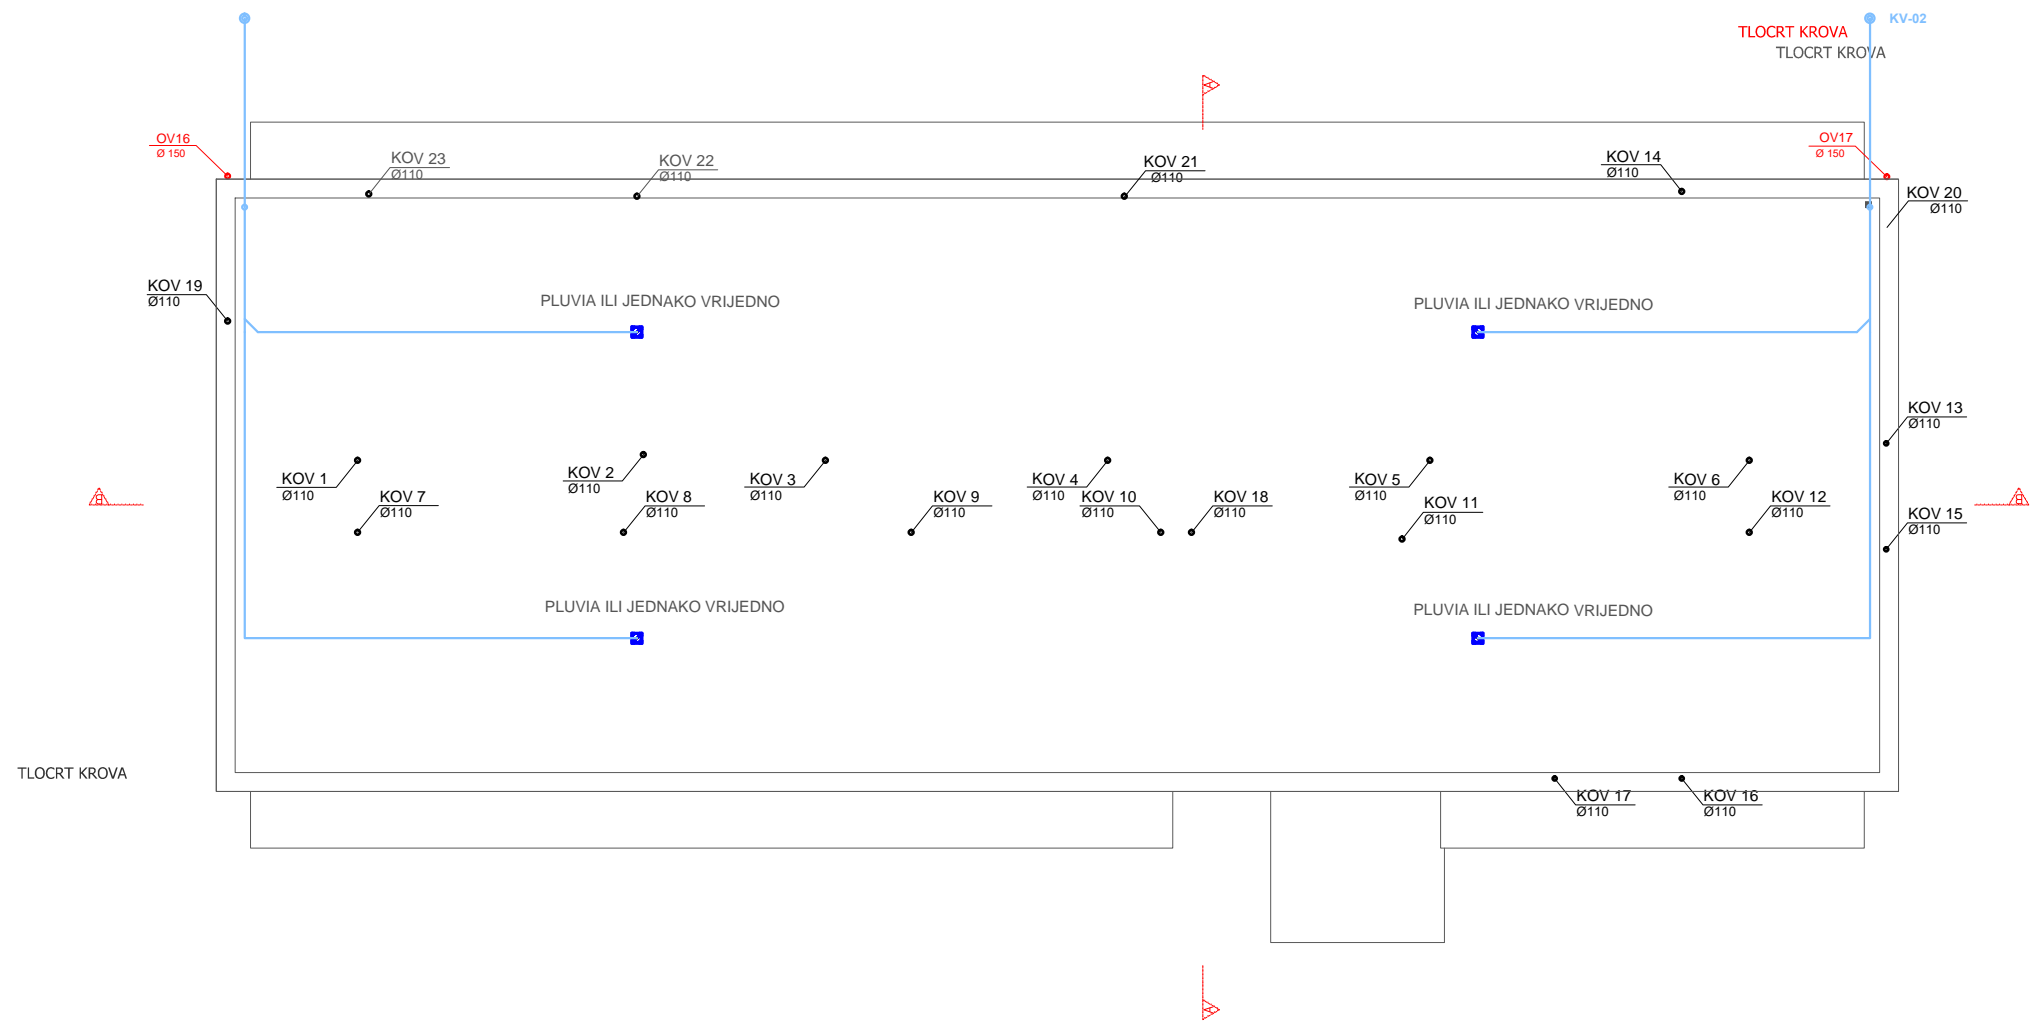 KV-02
TLOCRT KROVA
TLOCRT KROVA
A
OV16
Ø 150
OV17
Ø 150
KOV 23
Ø110
KOV 22
Ø110
KOV 21
Ø110
KOV 14
Ø110
KOV 20
Ø110
KOV 19
Ø110
PLUVIA ILI JEDNAKO VRIJEDNO
PLUVIA ILI JEDNAKO VRIJEDNO
KOV 13
Ø110
KOV 1
Ø110
KOV 2
Ø110
KOV 3
Ø110
KOV 4
Ø110
KOV 5
Ø110
KOV 6
Ø110
B
KOV 7
Ø110
KOV 8
Ø110
KOV 9
Ø110
KOV 10
Ø110
KOV 18
Ø110
KOV 11
Ø110
KOV 12
Ø110
B
KOV 15
Ø110
PLUVIA ILI JEDNAKO VRIJEDNO
PLUVIA ILI JEDNAKO VRIJEDNO
TLOCRT KROVA
KOV 17
Ø110
KOV 16
Ø110
A